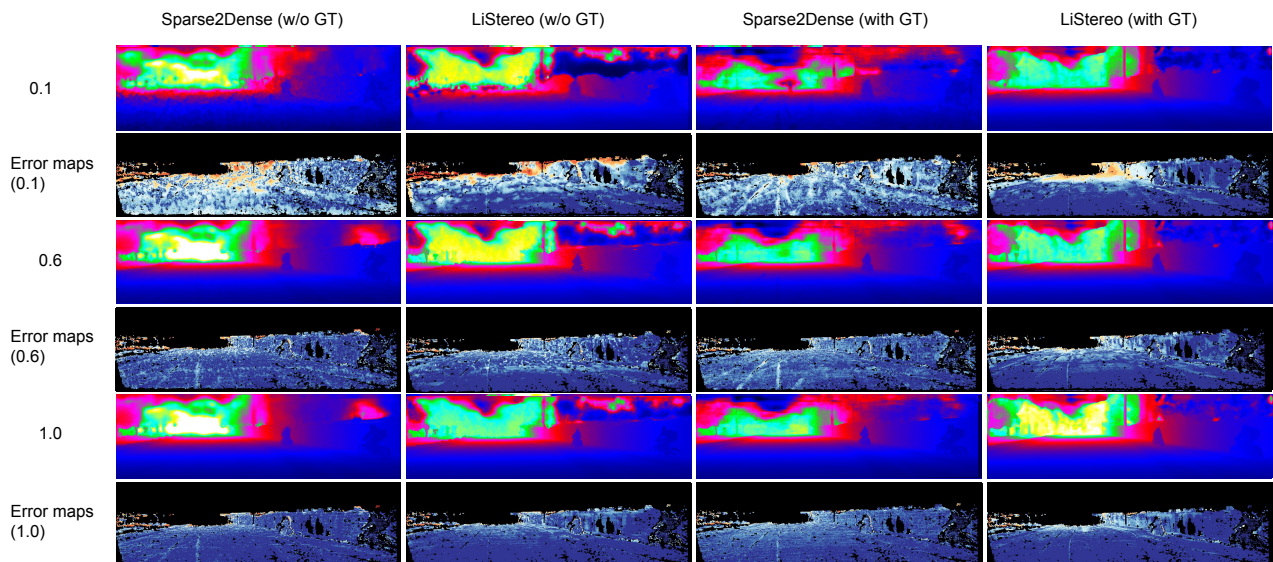 Sparse2Dense (w/o GT) LiStereo (w/o GT) Sparse2Dense (with GT) LiStereo (with GT)
0.1
Error maps
(0.1)
0.6
Error maps
(0.6)
1.0
Error maps
(1.0)